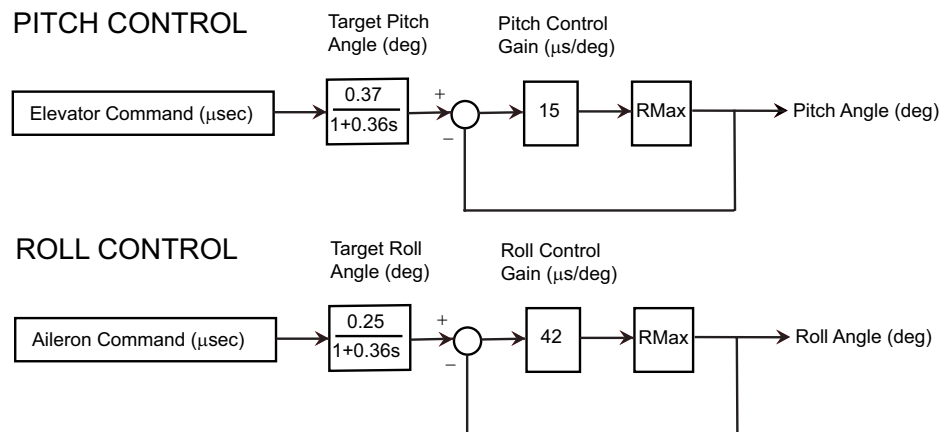 PITCH CONTROL
Target Pitch
Angle (deg)
Pitch Control
Gain (μs/deg)
Elevator Command (μsec)
0.37
1+0.36s
+
−
15
RMax
Pitch Angle (deg)
ROLL CONTROL
Target Roll
Angle (deg)
Roll Control
Gain (μs/deg)
Aileron Command (μsec)
0.25
1+0.36s
+
−
42
RMax
Roll Angle (deg)